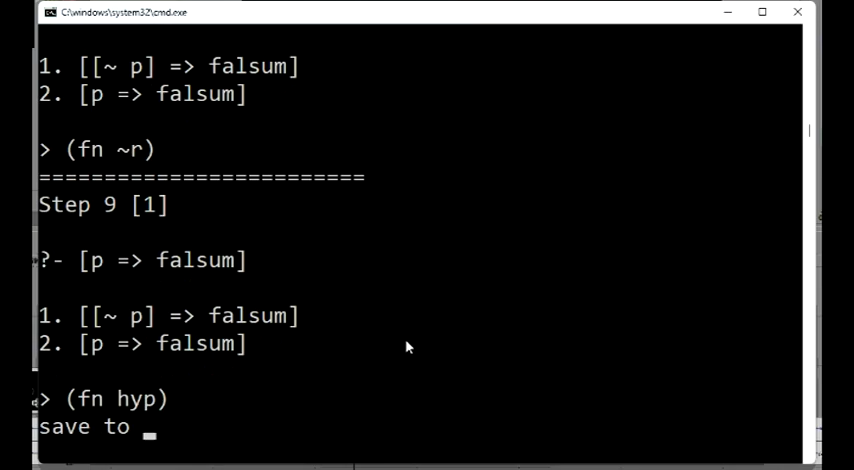 C:\windows\system32\cmd.exe
1. [[~ p] => falsum]
2. [p => falsum]
> (fn ~r)
=========================
Step 9 [1]
?- [p => falsum]
1. [[~ p] => falsum]
2. [p => falsum]
> (fn hyp)
save to